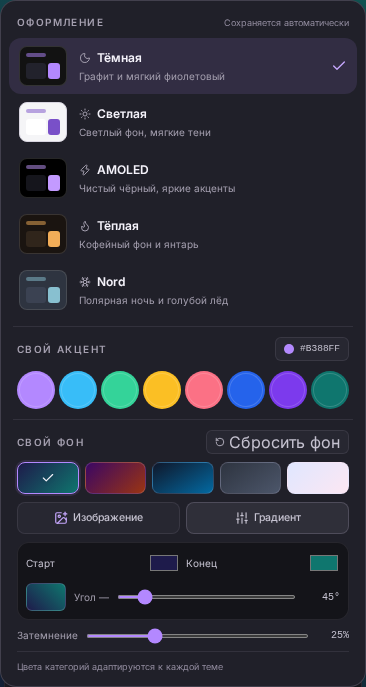 ОФОРМЛЕНИЕ Сохраняется автоматически
Тёмная
Графит и мягкий фиолетовый
Светлая
Светлый фон, мягкие тени
AMOLED
Чистый чёрный, яркие акценты
Тёплая
Кофейный фон и янтарь
Nord
Полярная ночь и голубой лёд
СВОЙ АКЦЕНТ #B388FF
СВОЙ ФОН Сбросить фон
Изображение Градиент
Старт Конец
Угол — 45°
Затемнение 25%
Цвета категорий адаптируются к каждой теме